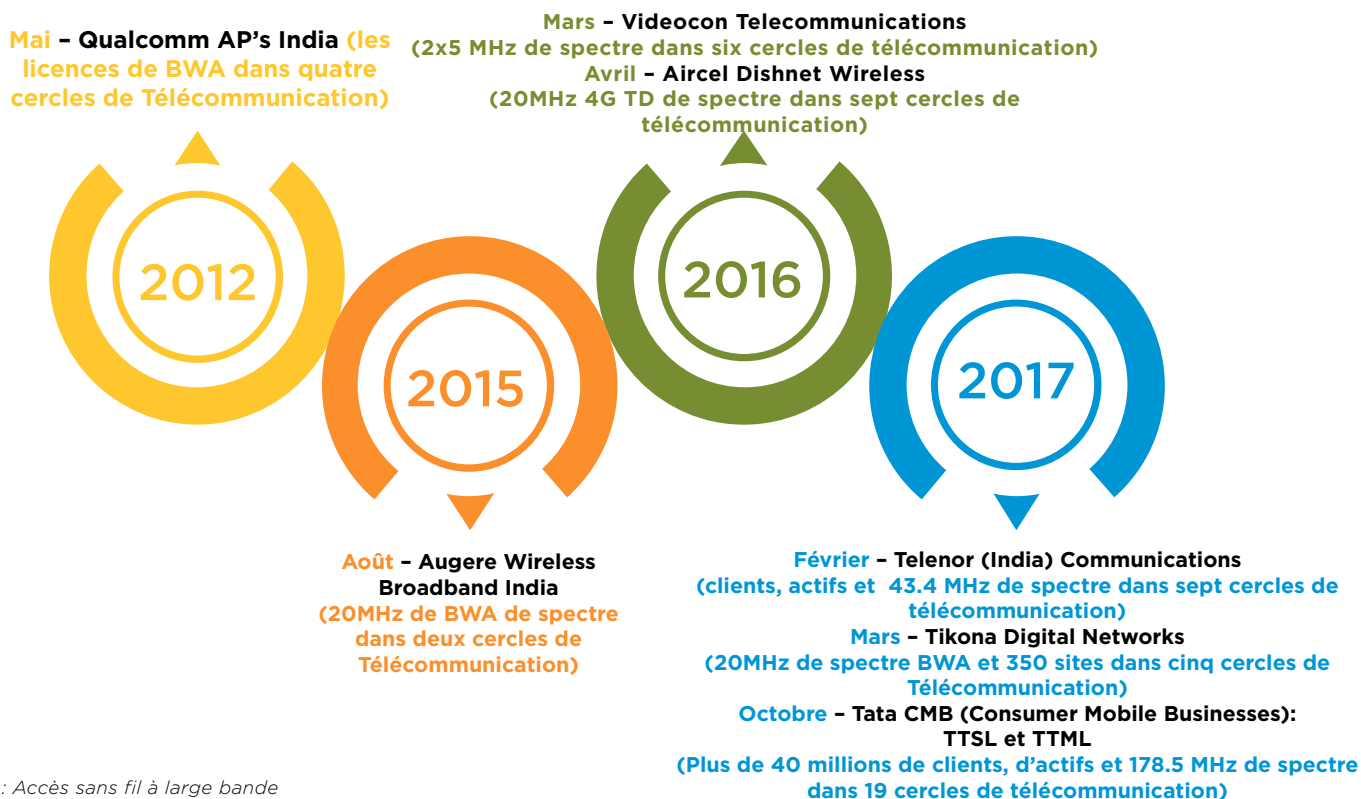 Mai – Qualcomm AP's India (les
licences de BWA dans quatre
cercles de Télécommunication)
Mars – Videocon Telecommunications
(2x5 MHz de spectre dans six cercles de télécommunication)
Avril – Aircel Dishnet Wireless
(20MHz 4G TD de spectre dans sept cercles de
télécommunication)
2012
2015
2016
2017
Août – Augere Wireless
Broadband India
(20MHz de BWA de spectre
dans deux cercles de
Télécommunication)
Février – Telenor (India) Communications
(clients, actifs et 43.4 MHz de spectre dans sept cercles de
télécommunication)
Mars – Tikona Digital Networks
(20MHz de spectre BWA et 350 sites dans cinq cercles de
Télécommunication)
Octobre – Tata CMB (Consumer Mobile Businesses):
TTSL et TTML
(Plus de 40 millions de clients, d'actifs et 178.5 MHz de spectre
dans 19 cercles de télécommunication)
: Accès sans fil à large bande